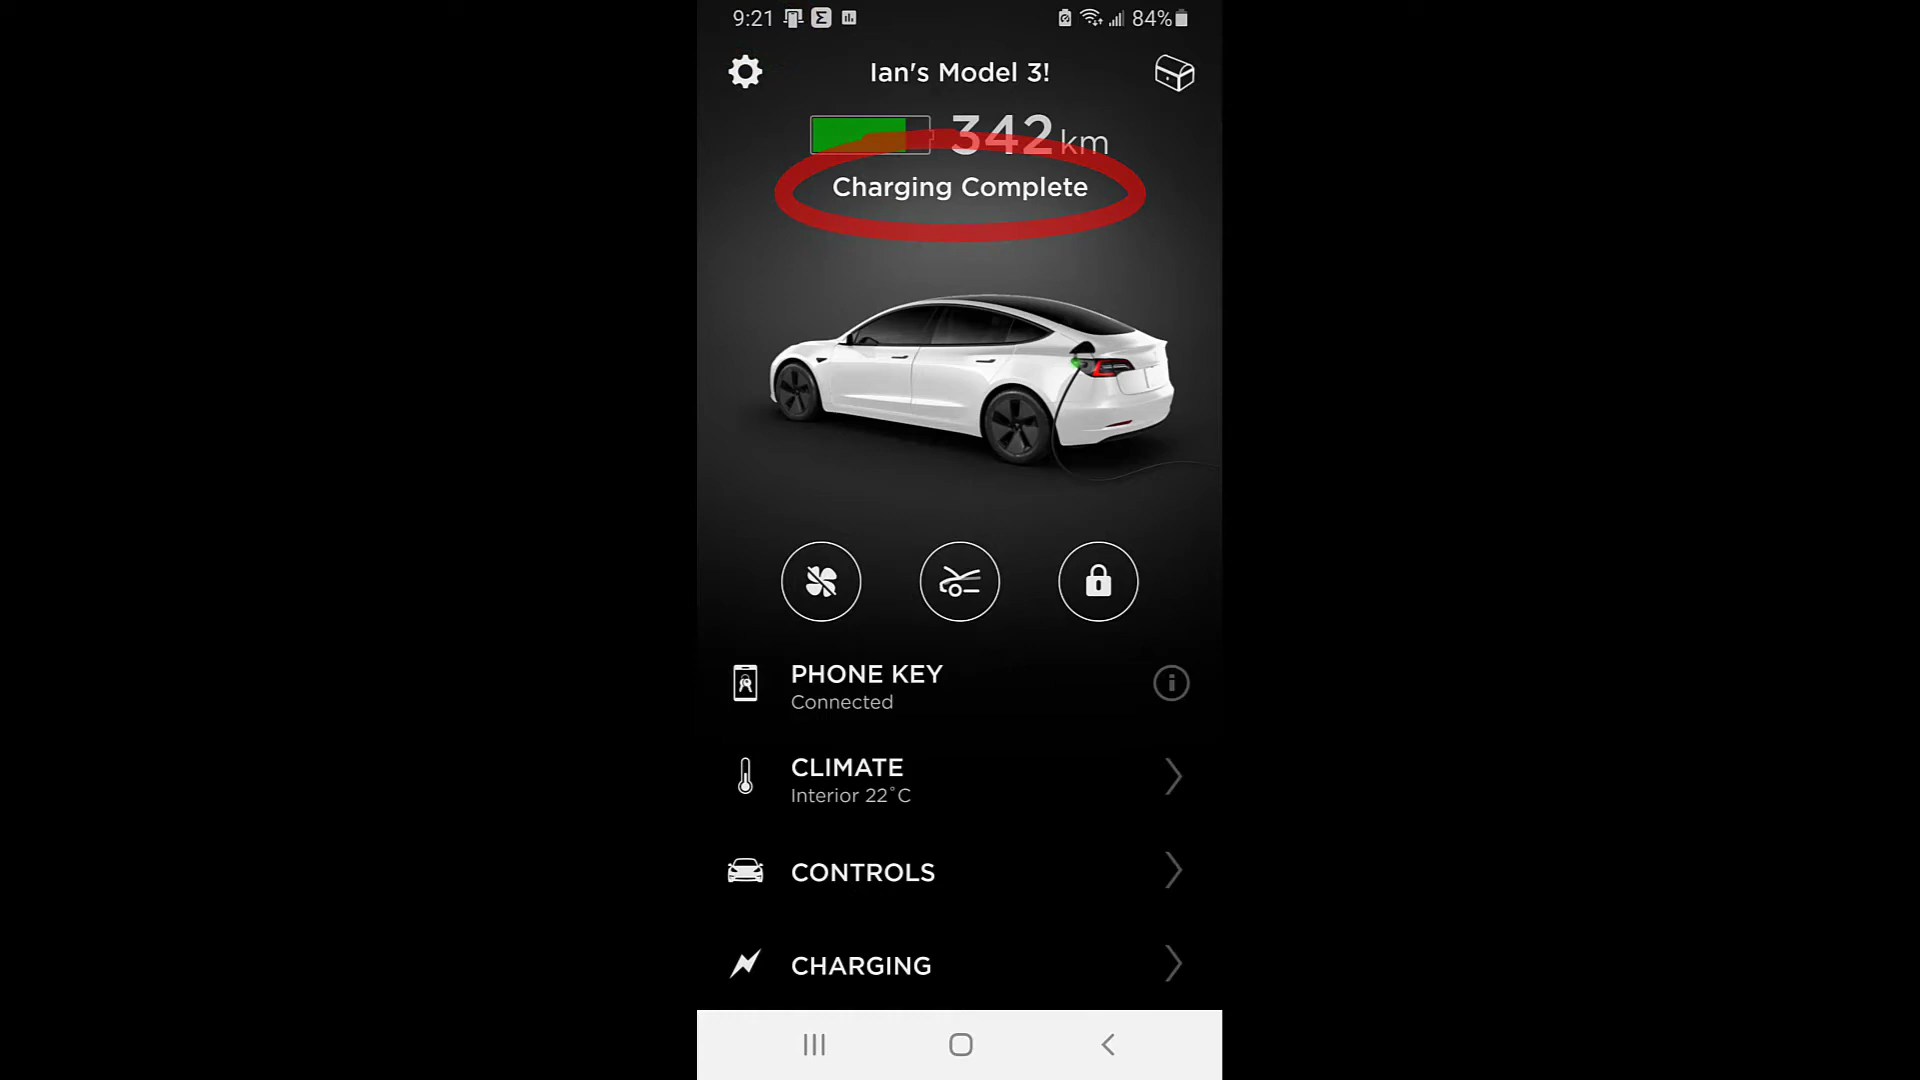 9:21 84%
Ian's Model 3!
342 km
Charging Complete
PHONE KEY
Connected
CLIMATE
Interior 22°C
CONTROLS
CHARGING